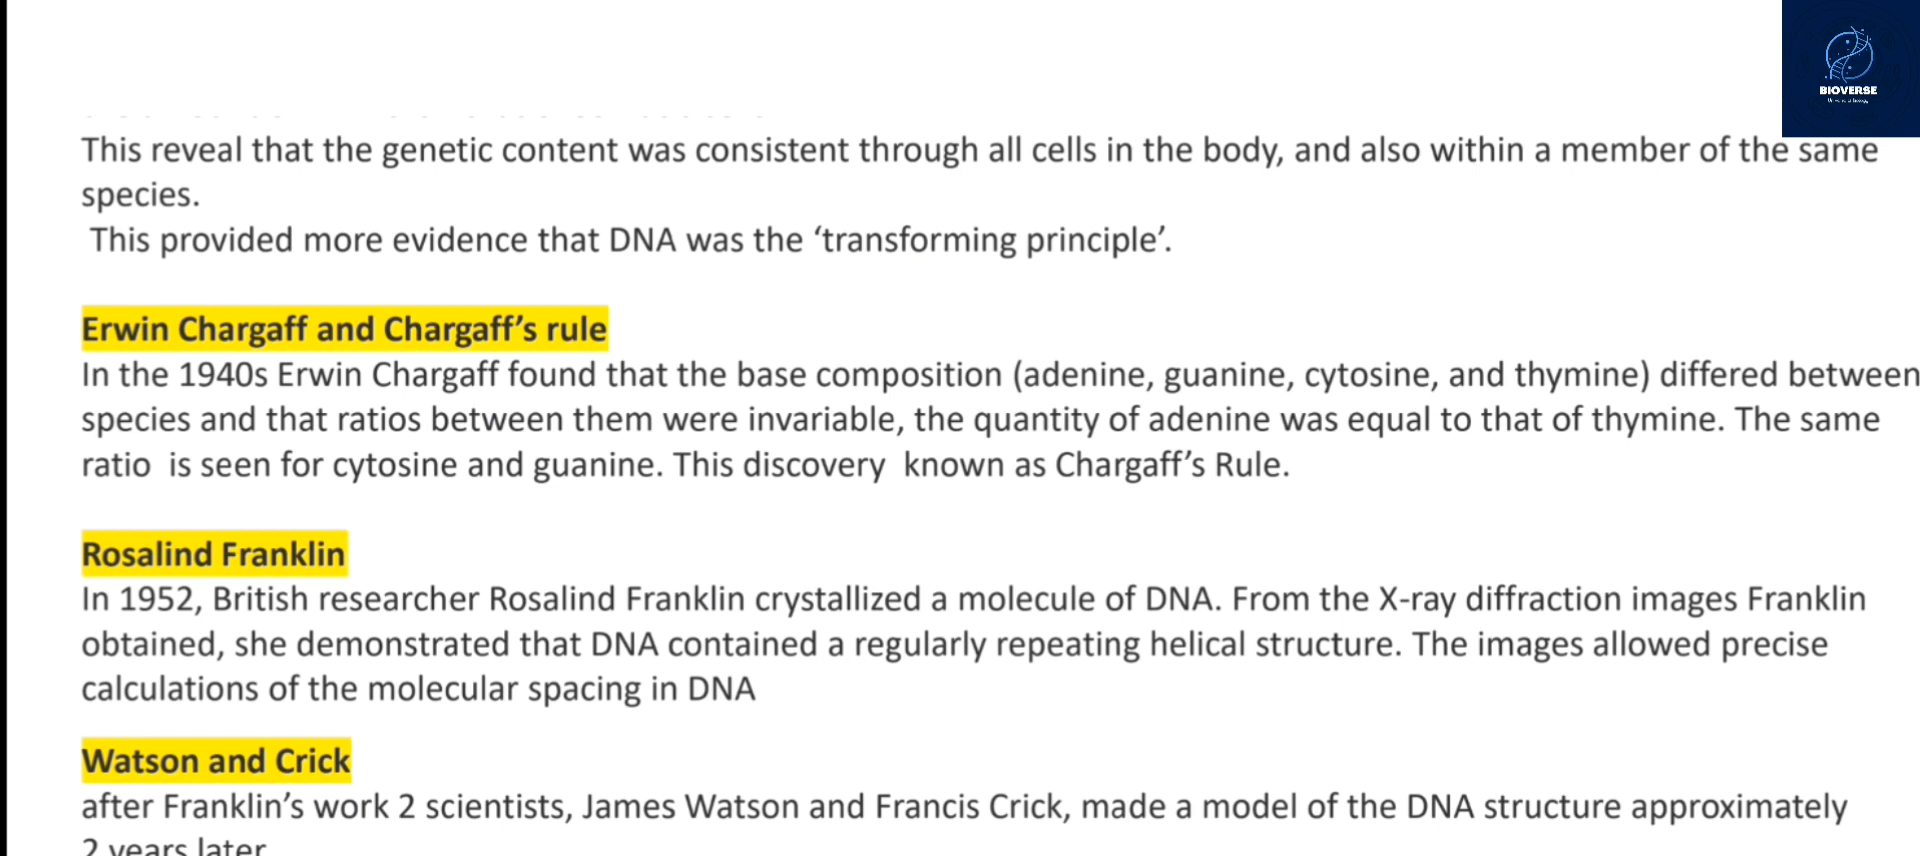 BIOVERSE
This reveal that the genetic content was consistent through all cells in the body, and also within a member of the same
species.
This provided more evidence that DNA was the ‘transforming principle’.
Erwin Chargaff and Chargaff’s rule
In the 1940s Erwin Chargaff found that the base composition (adenine, guanine, cytosine, and thymine) differed between
species and that ratios between them were invariable, the quantity of adenine was equal to that of thymine. The same
ratio is seen for cytosine and guanine. This discovery known as Chargaff’s Rule.
Rosalind Franklin
In 1952, British researcher Rosalind Franklin crystallized a molecule of DNA. From the X-ray diffraction images Franklin
obtained, she demonstrated that DNA contained a regularly repeating helical structure. The images allowed precise
calculations of the molecular spacing in DNA
Watson and Crick
after Franklin’s work 2 scientists, James Watson and Francis Crick, made a model of the DNA structure approximately
2 years later